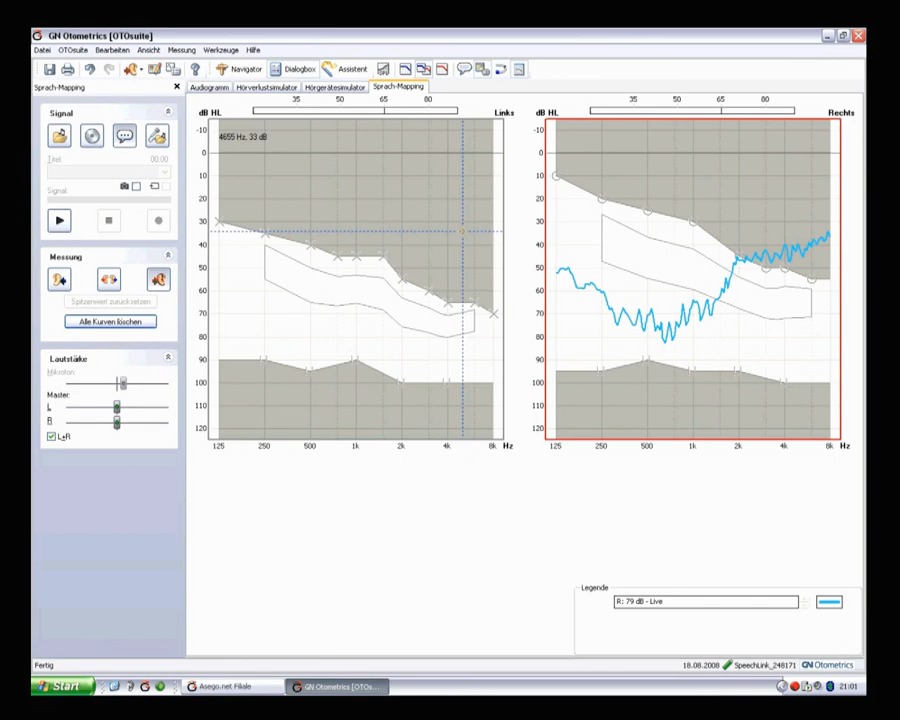 GN Otometrics [OTOsuite]
Datei OTOsuite Bearbeiten Ansicht Messung Werkzeuge Hilfe
Navigator Dialogbox Assistent
Sprach-Mapping
Audiogramm Hörverlustsimulator Hörgerätesimulator Sprach-Mapping
Signal
Titel: 00:00
Signal:
Messung
Spitzenwert zurücksetzen
Alle Kurven löschen
Lautstärke
Mikrofon
Master:
L
R
L+R
35 50 65 80
dB HL Links
4655 Hz, 33 dB
-10
0
10
20
30
40
50
60
70
80
90
100
110
120
125 250 500 1k 2k 4k 8k Hz
35 50 65 80
dB HL Rechts
-10
0
10
20
30
40
50
60
70
80
90
100
110
120
125 250 500 1k 2k 4k 8k Hz
Legende
R: 79 dB - Live
Fertig 18.08.2008 SpeechLink_248171 GN Otometrics
Start Asego.net Filiale GN Otometrics [OTOs... 21:01